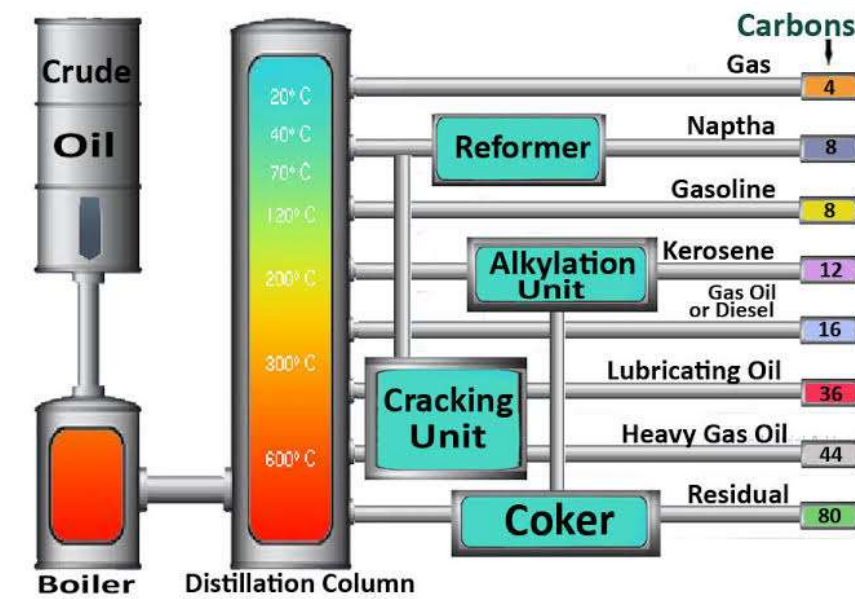 Carbons
Crude
Oil
Boiler
20° C
40° C
70° C
120° C
200° C
300° C
600° C
Distillation Column
Gas
4
Reformer
Naptha
8
Gasoline
8
Alkylation
Unit
Kerosene
12
Gas Oil
or Diesel
16
Cracking
Unit
Lubricating Oil
36
Heavy Gas Oil
44
Coker
Residual
80